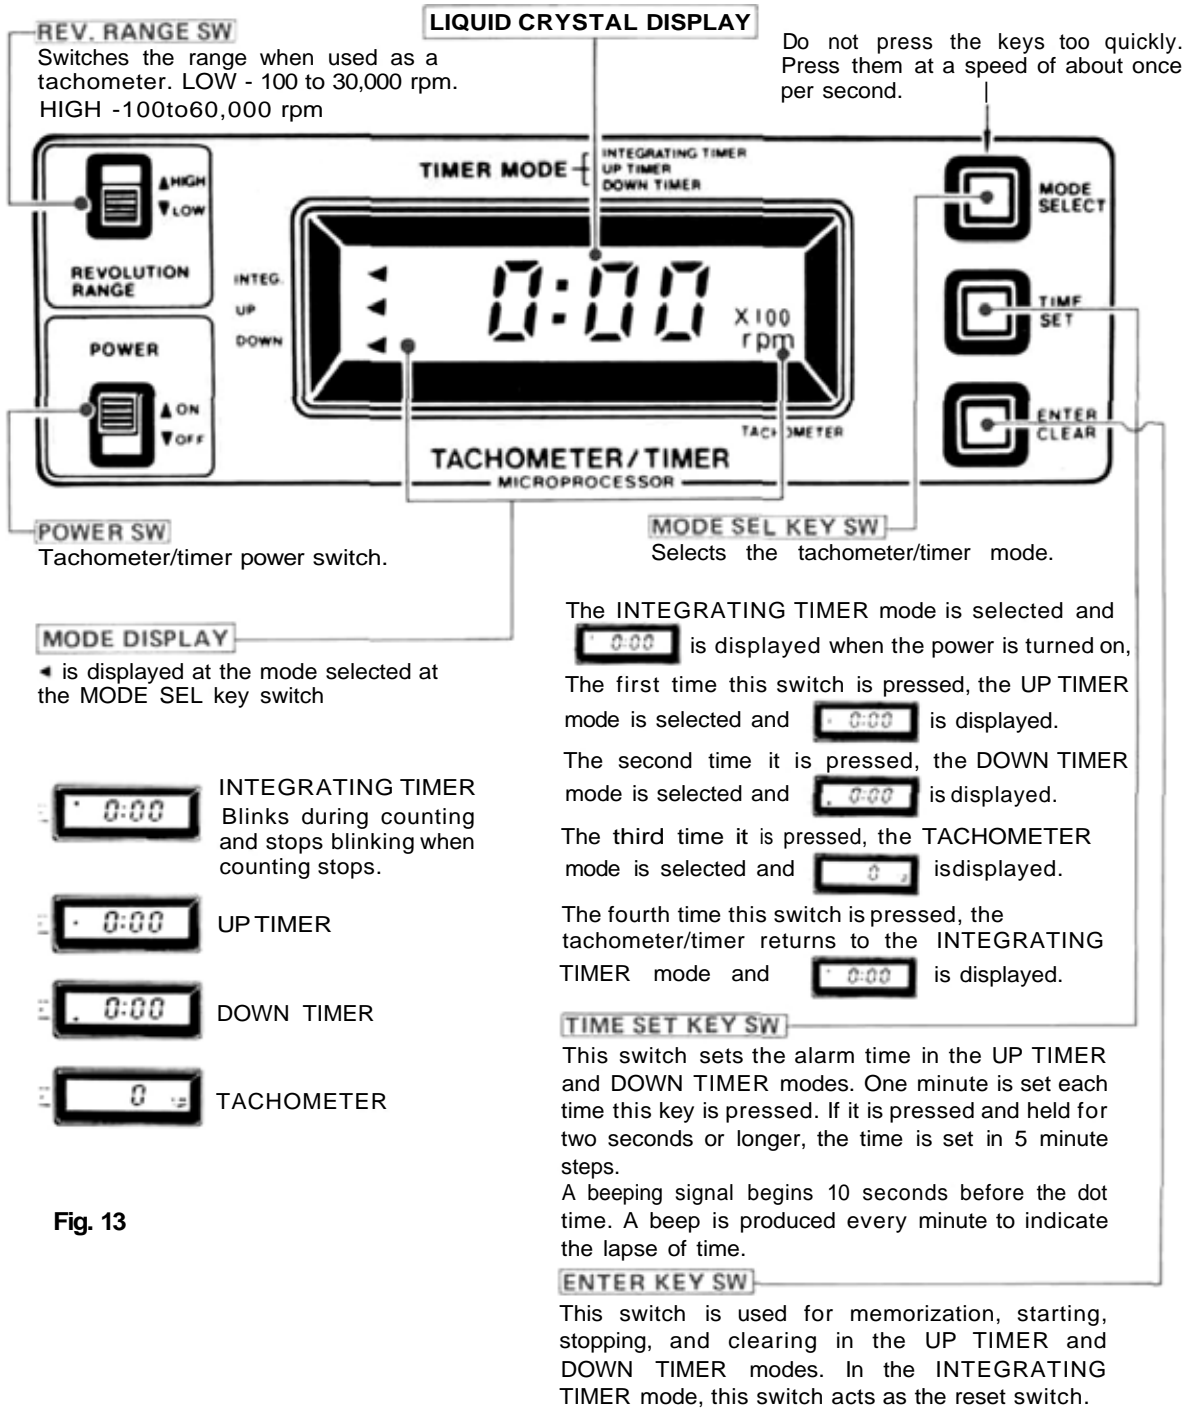 REV. RANGE SW
Switches the range when used as a
tachometer. LOW - 100 to 30,000 rpm.
HIGH -100to60,000 rpm
LIQUID CRYSTAL DISPLAY
Do not press the keys too quickly.
Press them at a speed of about once
per second.
▲HIGH
▼LOW
REVOLUTION
RANGE
POWER
▲ON
▼OFF
TIMER MODE
INTEGRATING TIMER
UP TIMER
DOWN TIMER
INTEG.
UP
DOWN
0:00
X100
rpm
TACHOMETER
TACHOMETER/TIMER
MICROPROCESSOR
MODE
SELECT
TIME
SET
ENTER
CLEAR
POWER SW
Tachometer/timer power switch.
MODE DISPLAY
◄ is displayed at the mode selected at
the MODE SEL key switch
0:00
INTEGRATING TIMER
Blinks during counting
and stops blinking when
counting stops.
0:00
UP TIMER
0:00
DOWN TIMER
0
TACHOMETER
Fig. 13
MODE SEL KEY SW
Selects the tachometer/timer mode.
The INTEGRATING TIMER mode is selected and
0:00 is displayed when the power is turned on,
The first time this switch is pressed, the UP TIMER
mode is selected and 0:00 is displayed.
The second time it is pressed, the DOWN TIMER
mode is selected and 0:00 is displayed.
The third time it is pressed, the TACHOMETER
mode is selected and 0 isdisplayed.
The fourth time this switch is pressed, the
tachometer/timer returns to the INTEGRATING
TIMER mode and 0:00 is displayed.
TIME SET KEY SW
This switch sets the alarm time in the UP TIMER
and DOWN TIMER modes. One minute is set each
time this key is pressed. If it is pressed and held for
two seconds or longer, the time is set in 5 minute
steps.
A beeping signal begins 10 seconds before the dot
time. A beep is produced every minute to indicate
the lapse of time.
ENTER KEY SW
This switch is used for memorization, starting,
stopping, and clearing in the UP TIMER and
DOWN TIMER modes. In the INTEGRATING
TIMER mode, this switch acts as the reset switch.